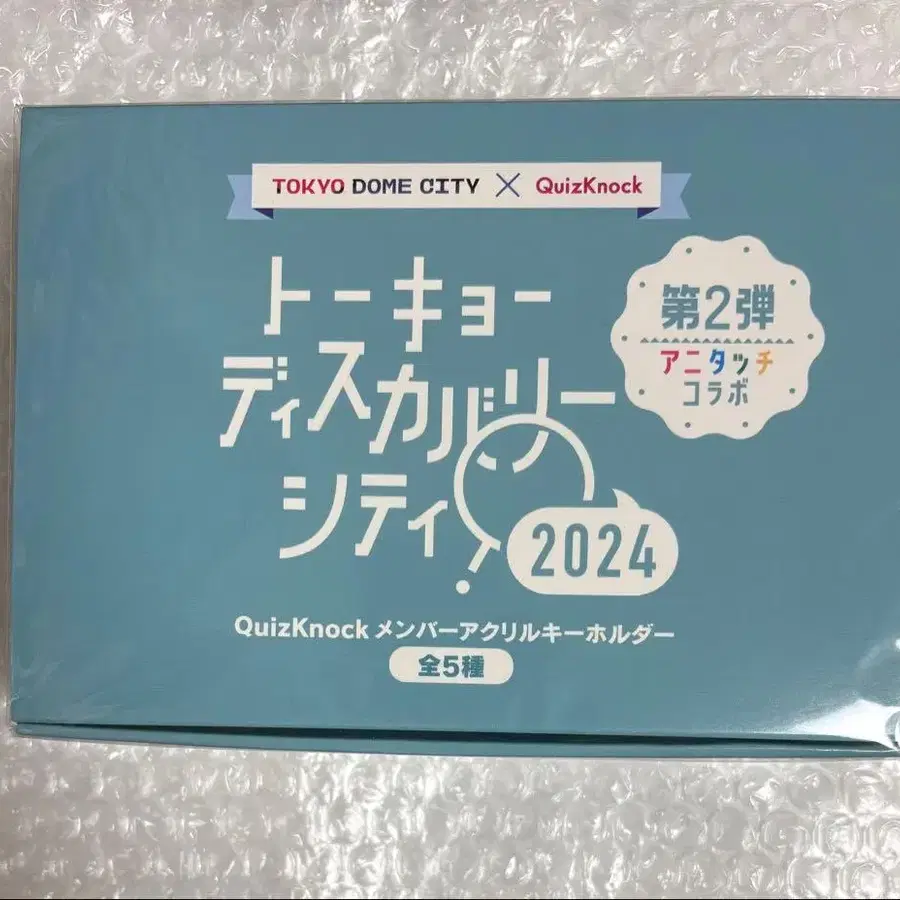 TOKYO DOME CITY × QuizKnock
トーキョー
ディスカバリー
シティ!
2024
第2弾
アニタッチ
コラボ
QuizKnock メンバーアクリルキーホルダー
全5種